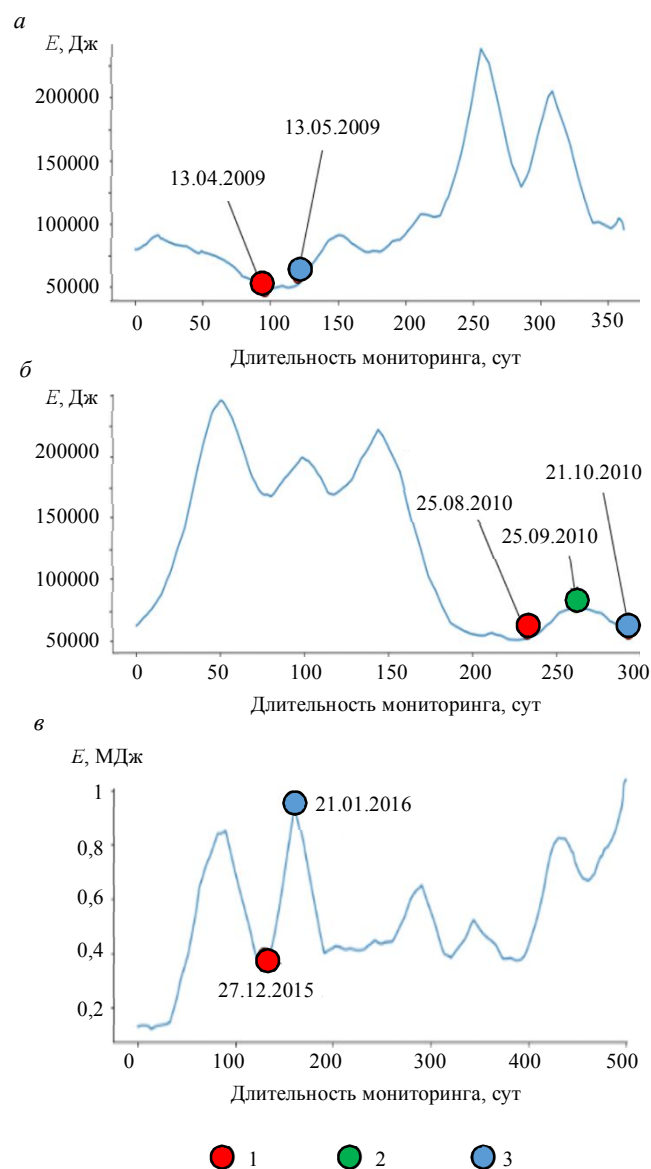 а
E, Дж
200000
150000
100000
50000
13.04.2009
13.05.2009
0 50 100 150 200 250 300 350
Длительность мониторинга, сут
б
E, Дж
200000
150000
100000
50000
25.08.2010
25.09.2010
21.10.2010
0 50 100 150 200 250 300
Длительность мониторинга, сут
в
E, МДж
1
0,8
0,6
0,4
0,2
21.01.2016
27.12.2015
0 100 200 300 400 500
Длительность мониторинга, сут
1 2 3